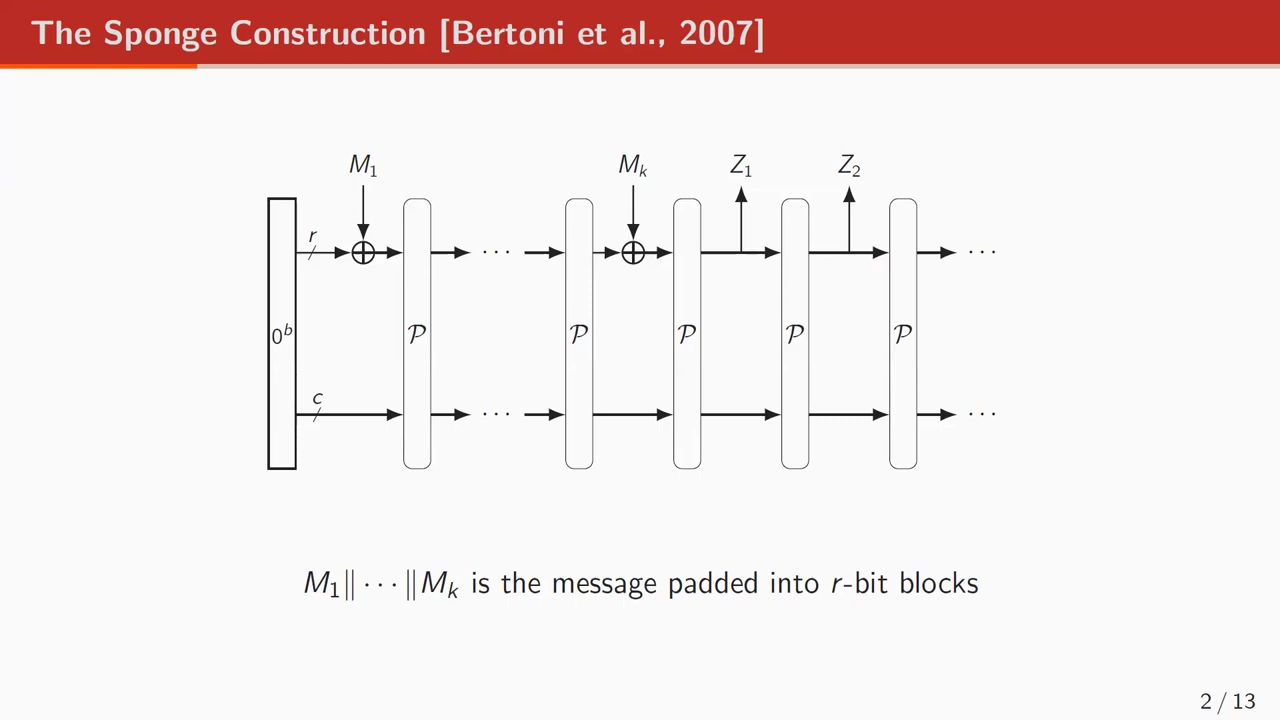 The Sponge Construction [Bertoni et al., 2007]
M₁ M_k Z₁ Z₂
r ··· ···
0ᵇ 𝒫 𝒫 𝒫 𝒫 𝒫
c ··· ···
M₁‖···‖M_k is the message padded into r-bit blocks
2 / 13